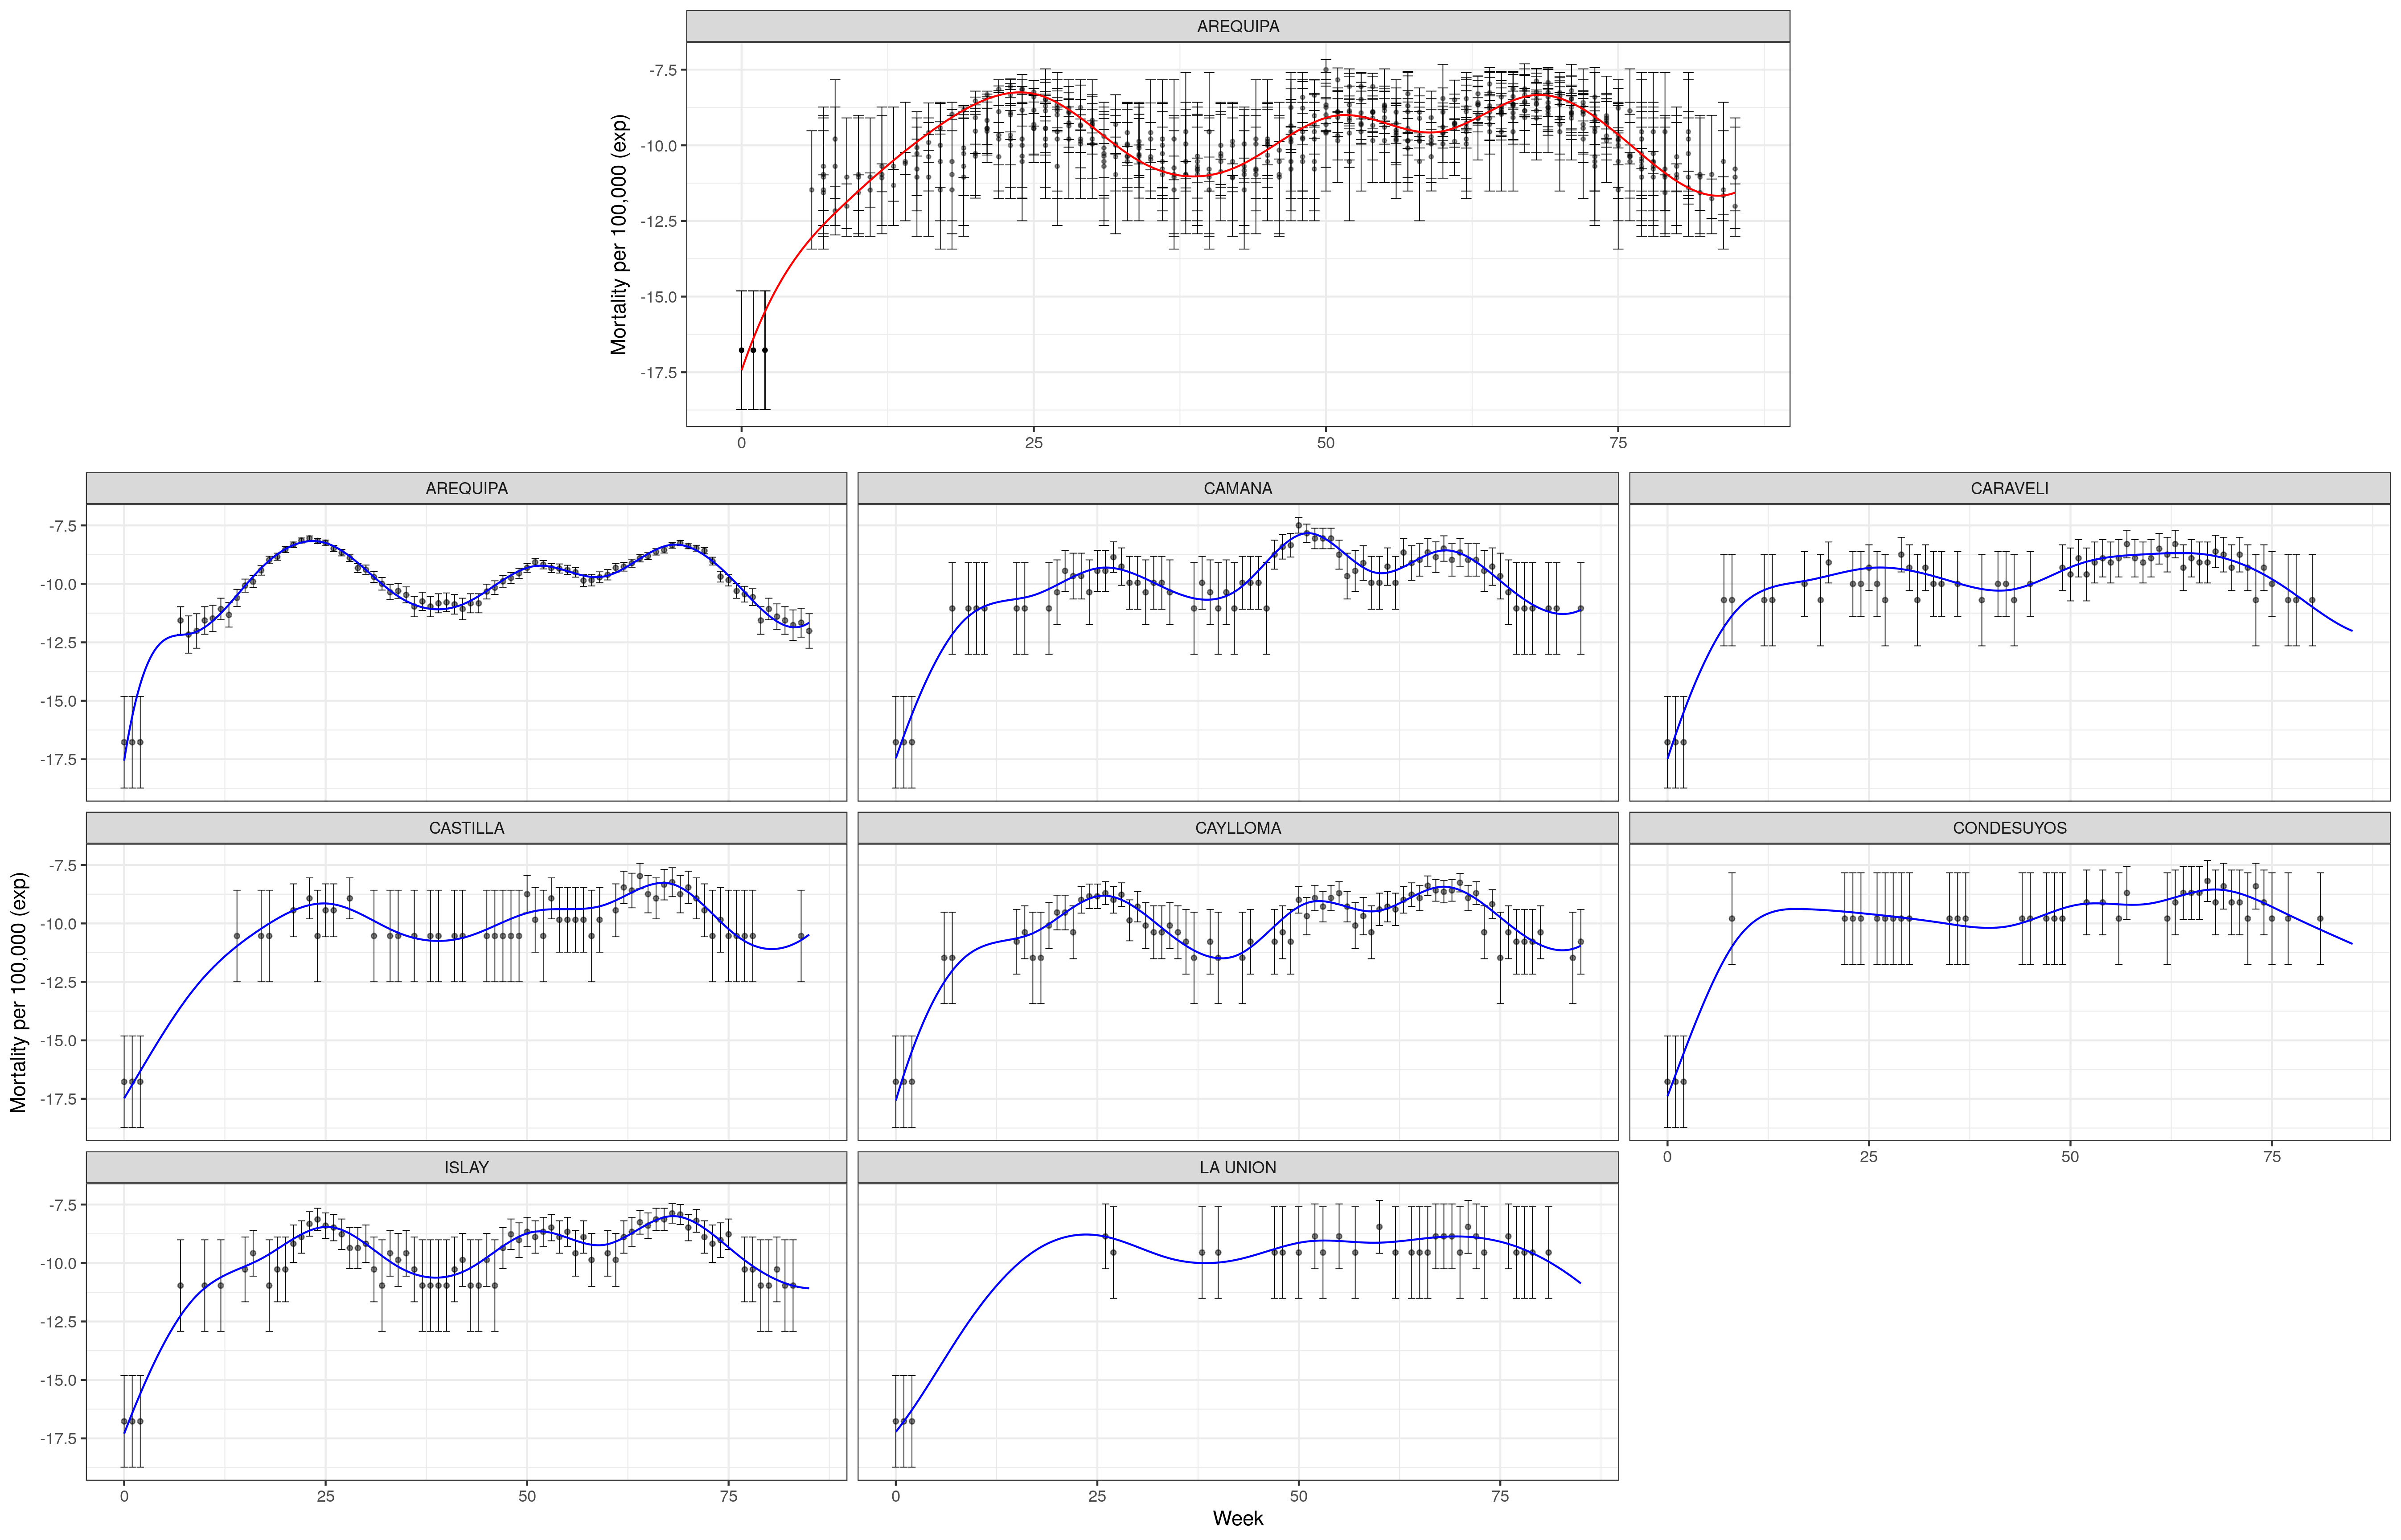 AREQUIPA
Mortality per 100,000 (exp)
-7.5
-10.0
-12.5
-15.0
-17.5
0 25 50 75
AREQUIPA CAMANA CARAVELI
-7.5
-10.0
-12.5
-15.0
-17.5
CASTILLA CAYLLOMA CONDESUYOS
Mortality per 100,000 (exp)
-7.5
-10.0
-12.5
-15.0
-17.5
0 25 50 75
ISLAY LA UNION
-7.5
-10.0
-12.5
-15.0
-17.5
0 25 50 75 0 25 50 75
Week